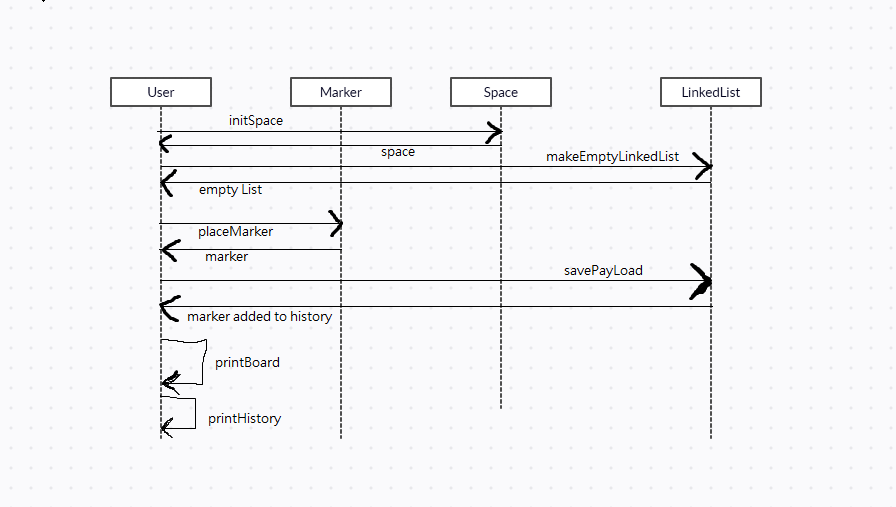 User
Marker
Space
LinkedList
initSpace
space
makeEmptyLinkedList
empty List
placeMarker
marker
savePayLoad
marker added to history
printBoard
printHistory